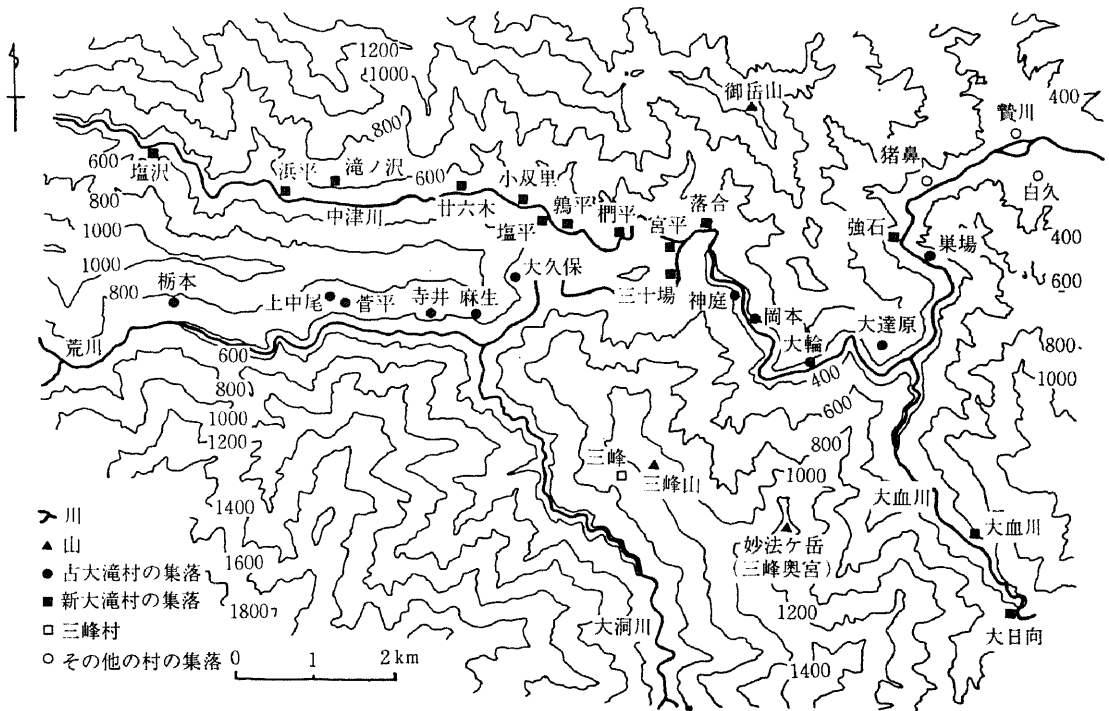 1200
1000
800
御岳山
400
贄川
猪鼻
白久
600
塩沢
800
浜平
滝ノ沢
600
小双里
中津川
廿六木
塩平
鶉平
椚平
宮平
落合
強石
巣場
400
600
1000
1000
栃本
800
上中尾
菅平
寺井
麻生
大久保
三十場
神庭
岡本
大輪
大達原
荒川
600
800
1000
1200
1400
1600
1800
400
600
800
1000
800
1000
三峰
三峰山
妙法ケ岳
(三峰奥宮)
1200
1400
大血川
大血川
大日向
大洞川
川
山
古大滝村の集落
新大滝村の集落
三峰村
その他の村の集落
0 1 2km